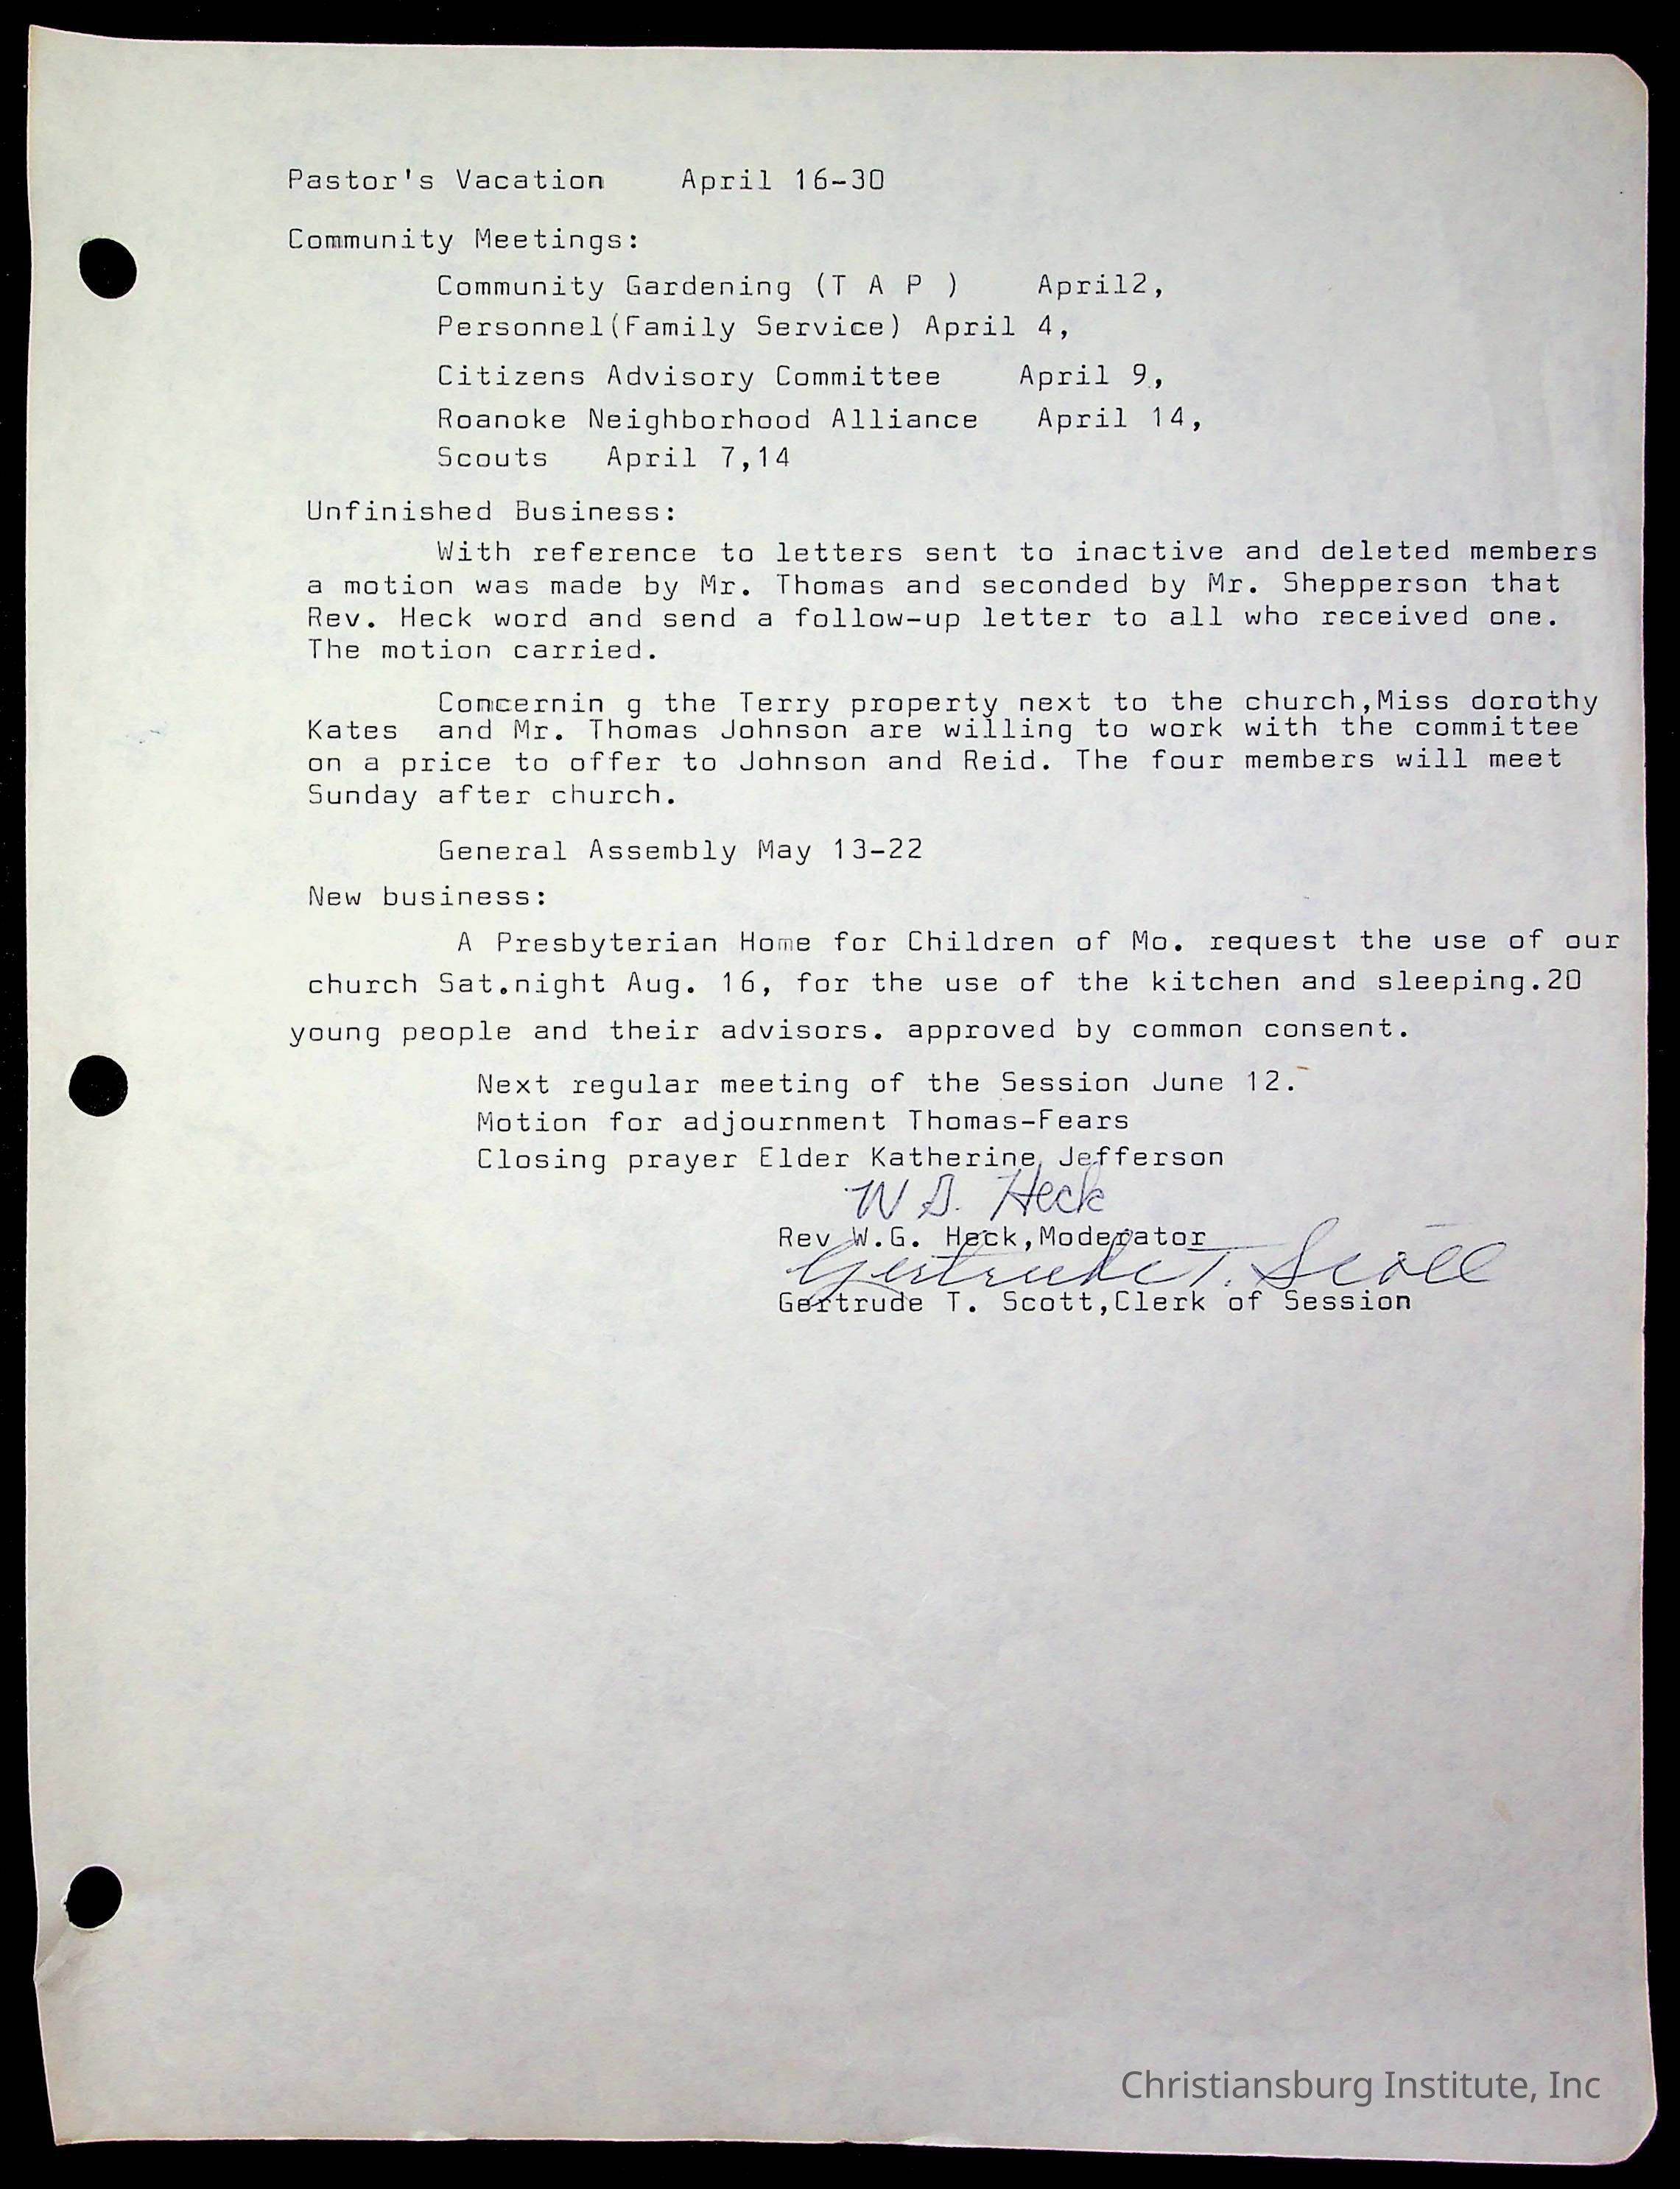 Pastor's Vacation    April 16-30
Community Meetings:
Community Gardening (T A P )    April2,
Personnel(Family Service) April 4,
Citizens Advisory Committee    April 9,
Roanoke Neighborhood Alliance   April 14,
Scouts   April 7,14
Unfinished Business:
With reference to letters sent to inactive and deleted members
a motion was made by Mr. Thomas and seconded by Mr. Shepperson that
Rev. Heck word and send a follow-up letter to all who received one.
The motion carried.
Concernin g the Terry property next to the church,Miss dorothy
Kates  and Mr. Thomas Johnson are willing to work with the committee
on a price to offer to Johnson and Reid. The four members will meet
Sunday after church.
General Assembly May 13-22
New business:
A Presbyterian Home for Children of Mo. request the use of our
church Sat.night Aug. 16, for the use of the kitchen and sleeping.20
young people and their advisors. approved by common consent.
Next regular meeting of the Session June 12.
Motion for adjournment Thomas-Fears
Closing prayer Elder Katherine Jefferson
W G. Heck
Rev W.G. Heck,Moderator
Gertrude T. Scott
Gertrude T. Scott,Clerk of Session
Christiansburg Institute, Inc